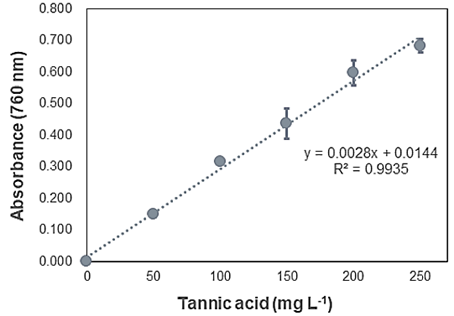 0.800
0.700
0.600
0.500
0.400
0.300
0.200
0.100
0.000
Absorbance (760 nm)
y = 0.0028x + 0.0144
R² = 0.9935
0 50 100 150 200 250
Tannic acid (mg L⁻¹)